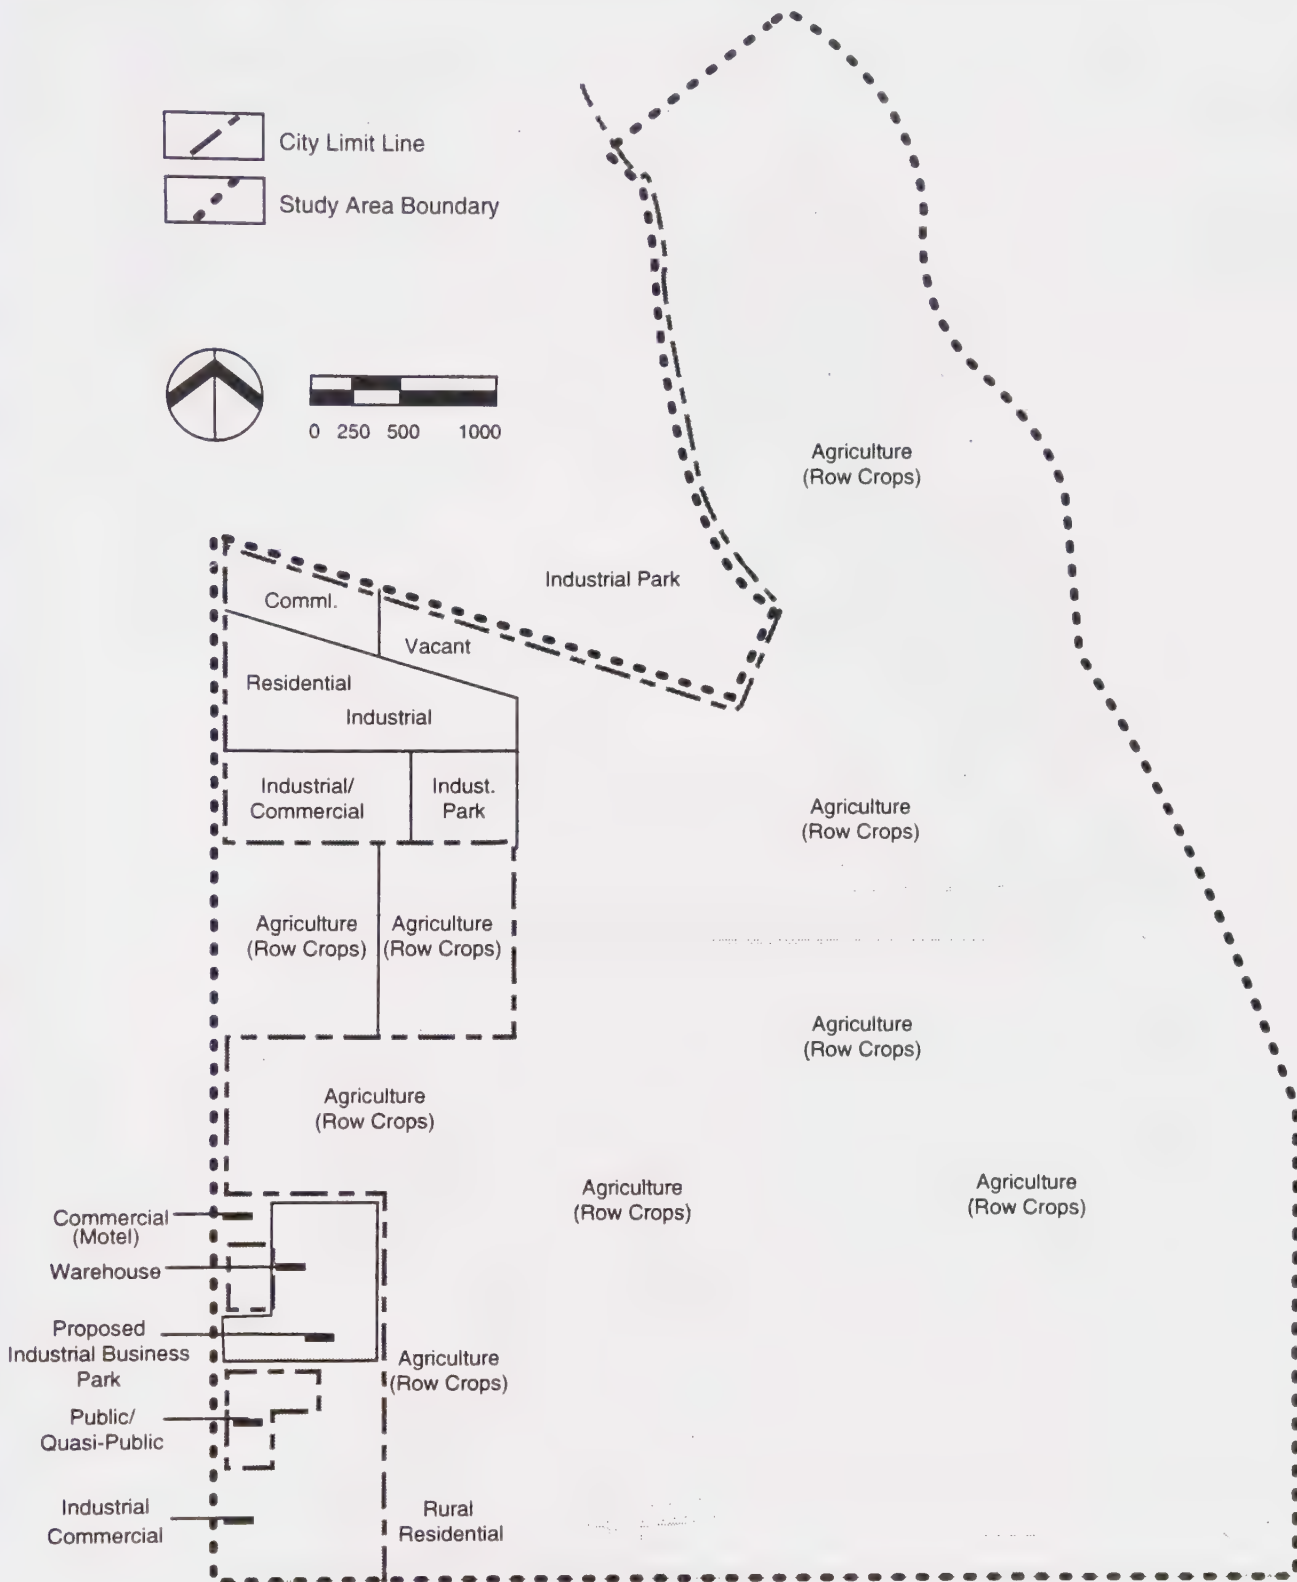 City Limit Line
Study Area Boundary
0 250 500 1000
Agriculture
(Row Crops)
Industrial Park
Comml.
Vacant
Residential
Industrial
Industrial/
Commercial
Indust.
Park
Agriculture
(Row Crops)
Agriculture
(Row Crops)
Agriculture
(Row Crops)
Agriculture
(Row Crops)
Agriculture
(Row Crops)
Agriculture
(Row Crops)
Agriculture
(Row Crops)
Commercial
(Motel)
Warehouse
Proposed
Industrial Business
Park
Agriculture
(Row Crops)
Public/
Quasi-Public
Industrial
Commercial
Rural
Residential